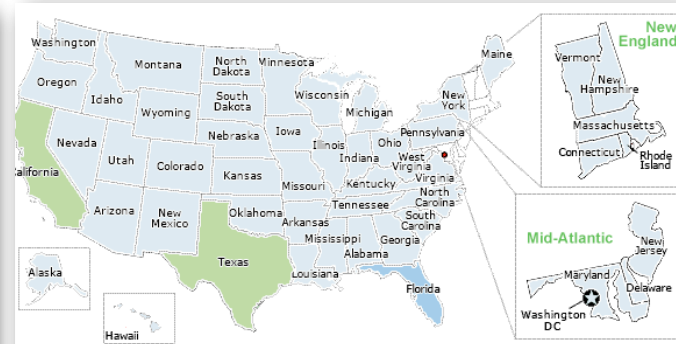 Washington
Oregon
Idaho
Montana
North
Dakota
Minnesota
South
Dakota
Wyoming
Nebraska
Iowa
Wisconsin
Michigan
Illinois
Indiana
Ohio
Pennsylvania
New
York
Maine
Nevada
Utah
Colorado
Kansas
Missouri
Kentucky
West
Virginia
Virginia
North
Carolina
Tennessee
South
Carolina
alifornia
Arizona
New
Mexico
Oklahoma
Arkansas
Mississippi
Alabama
Georgia
Texas
Louisiana
Florida
Alaska
Hawaii
New
England
Vermont
New
Hampshire
Massachusetts
Connecticut
Rhode
Island
Mid-Atlantic
New
Jersey
Maryland
Delaware
Washington
DC